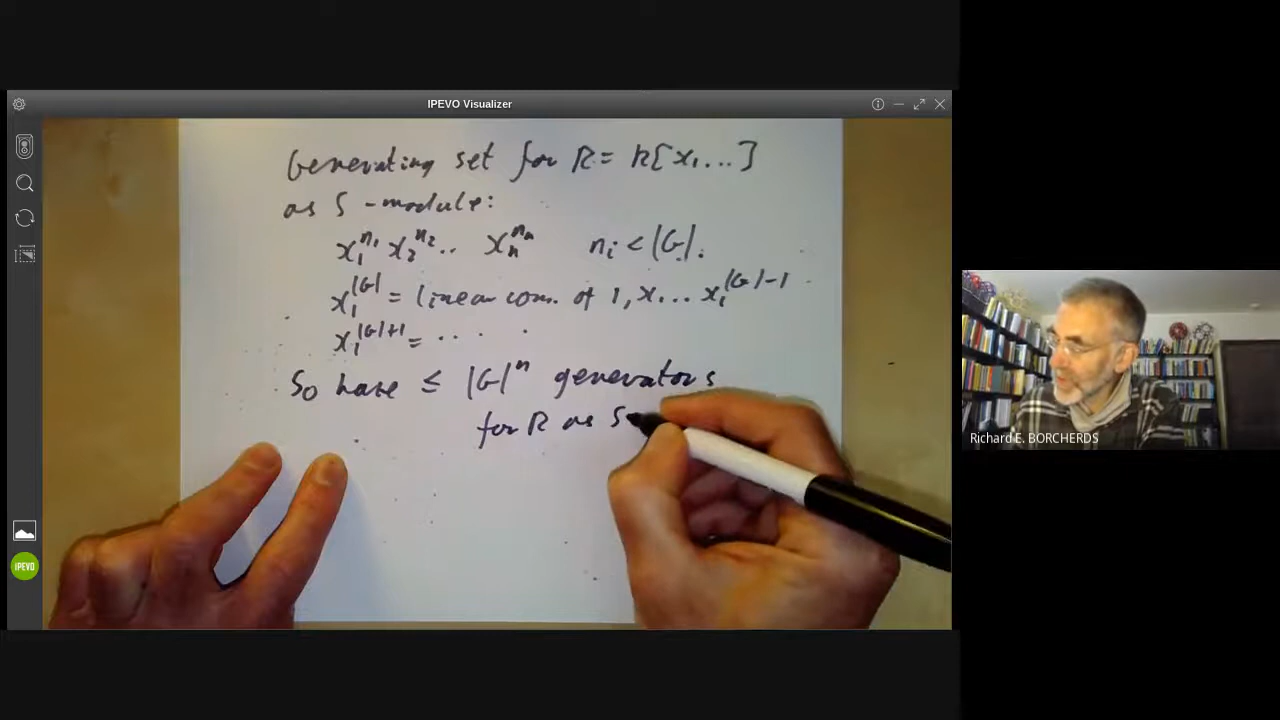 IPEVO Visualizer
Generating set for R = k[x₁...]
as S-module:
x₁^n₁ x₂^n₂ .. xₙ^nₙ nᵢ < |G|.
x₁^|G| = linear com. of 1, x... x₁^|G|-1
x₁^|G|+1 = ....
So have ≤ |G|^n generators
for R as S
Richard E. BORCHERDS
iPEVO